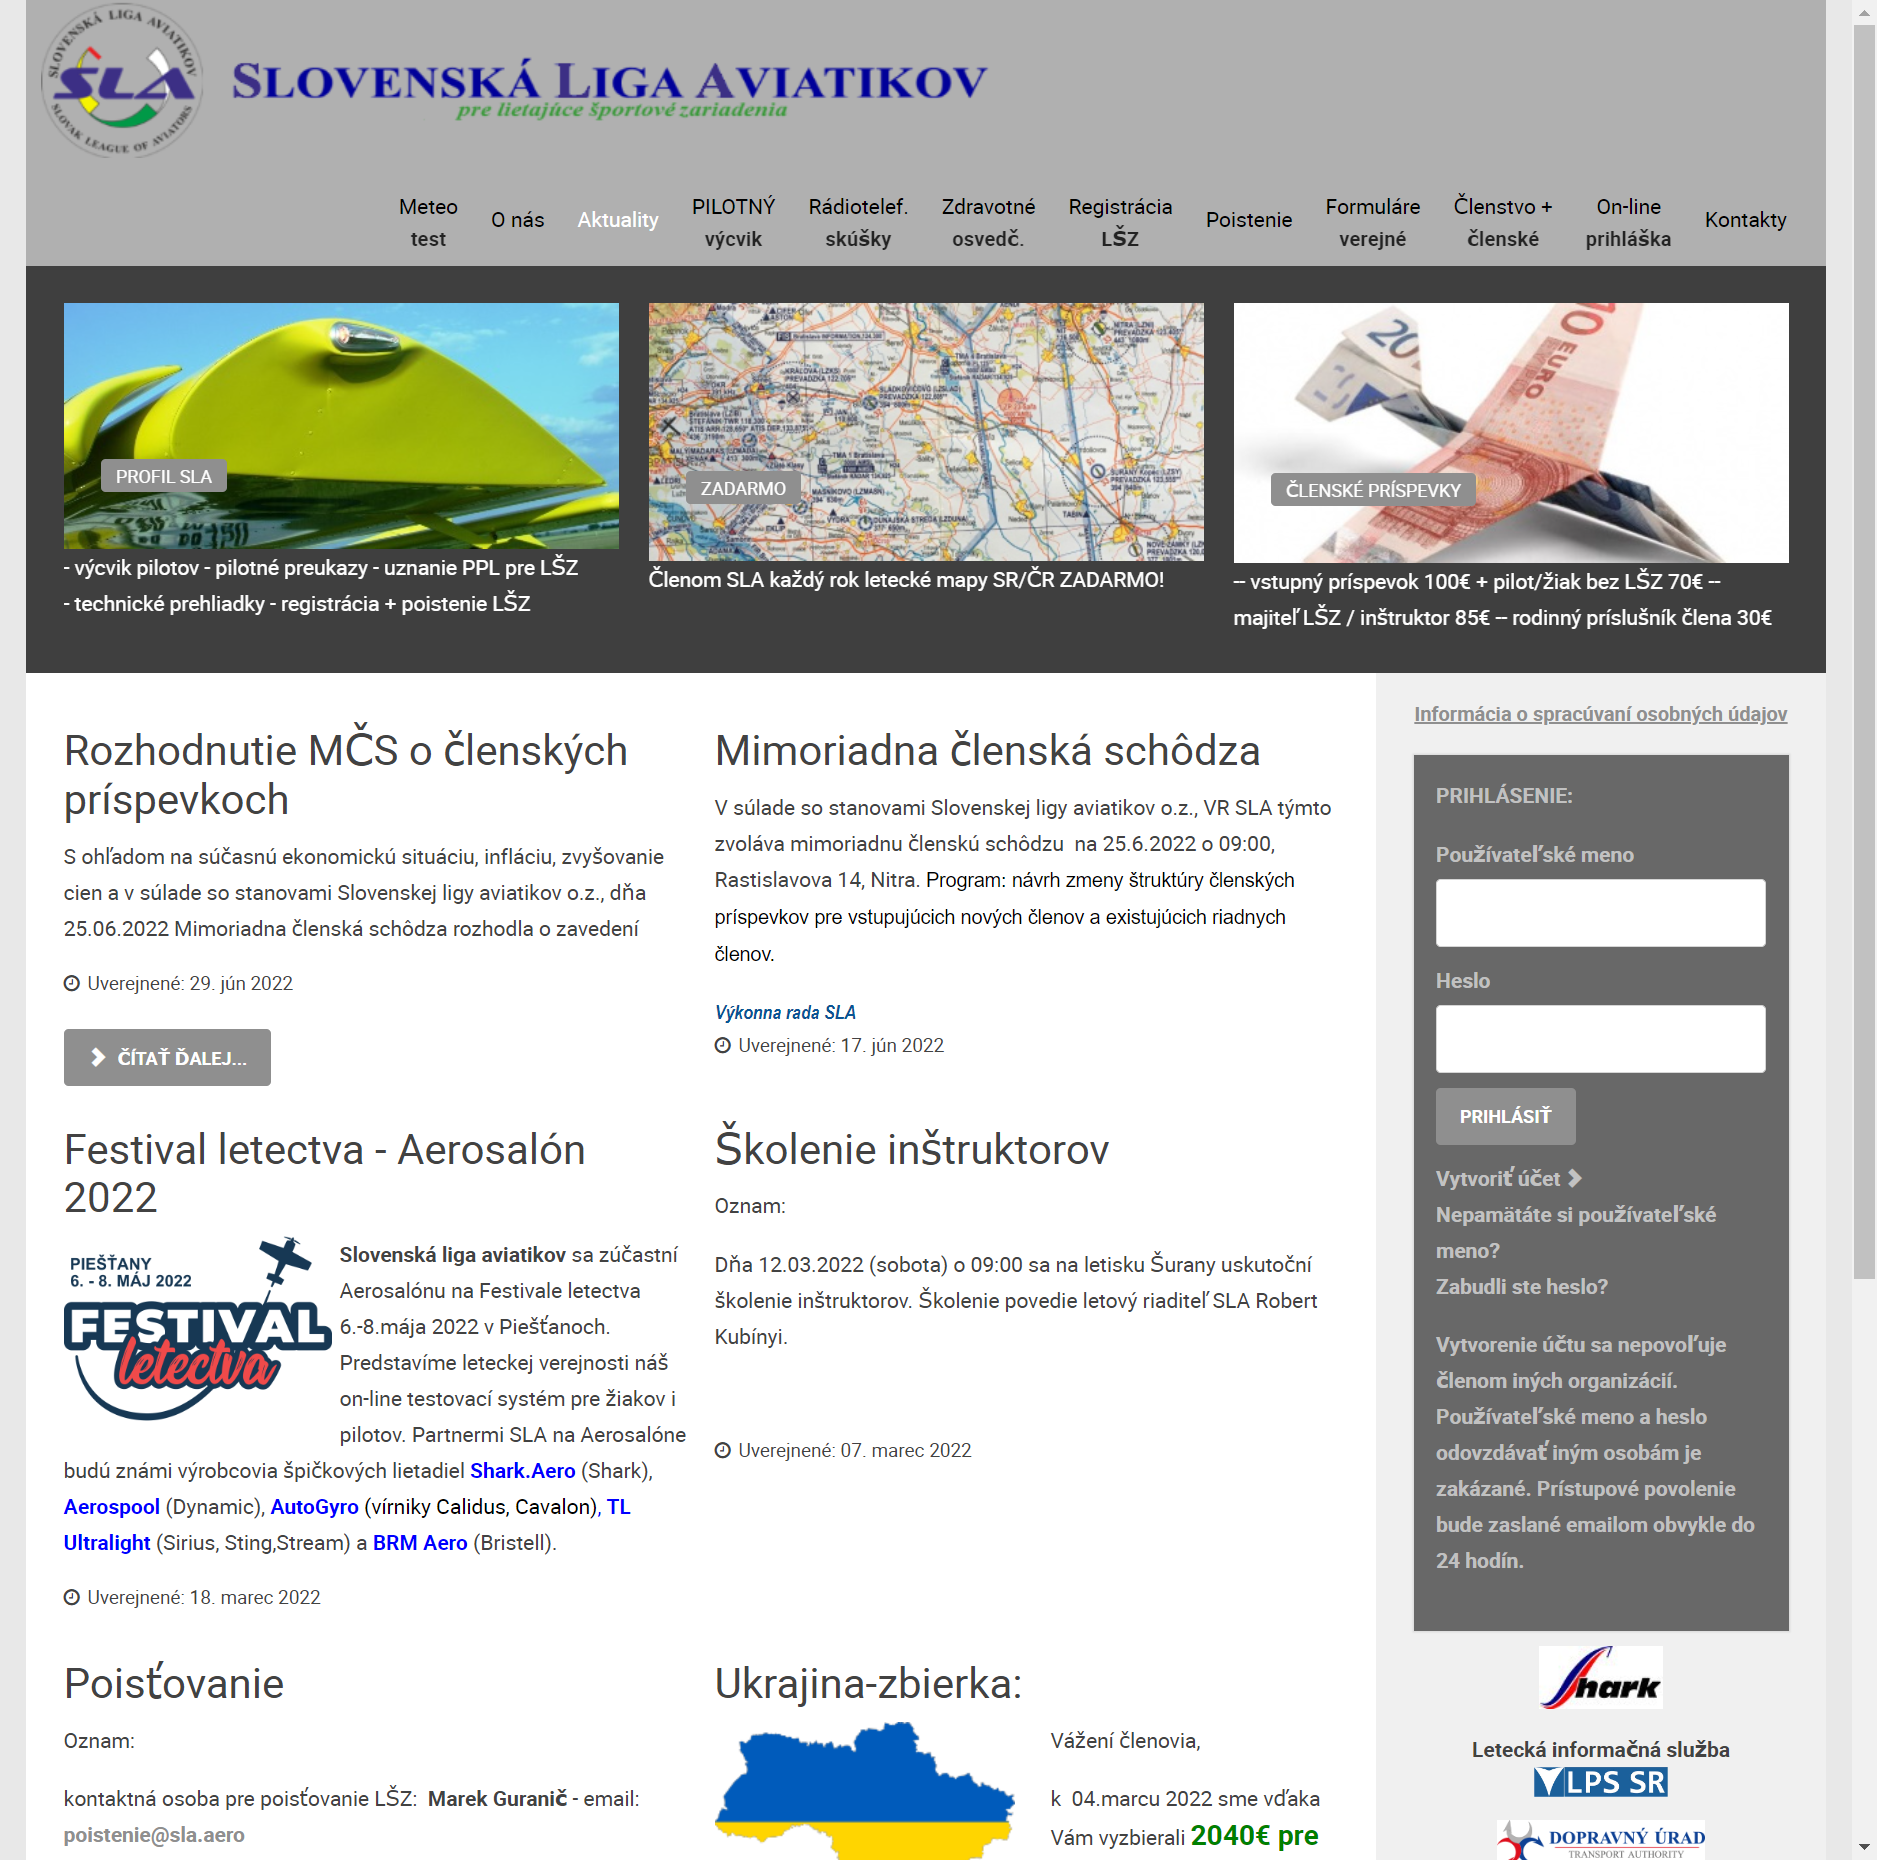 SLOVENSKÁ LIGA AVIATIKOV
SLA
SLOVAK LEAGUE OF AVIATORS
SLOVENSKÁ LIGA AVIATIKOV
pre lietajúce športové zariadenia
Meteo
test
O nás
Aktuality
PILOTNÝ
výcvik
Rádiotelef.
skúšky
Zdravotné
osvedč.
Registrácia
LŠZ
Poistenie
Formuláre
verejné
Členstvo +
členské
On-line
prihláška
Kontakty
PROFIL SLA
- výcvik pilotov - pilotné preukazy - uznanie PPL pre LŠZ
- technické prehliadky - registrácia + poistenie LŠZ
ZADARMO
Členom SLA každý rok letecké mapy SR/ČR ZADARMO!
20
10 EURO
ČLENSKÉ PRÍSPEVKY
-- vstupný príspevok 100€ + pilot/žiak bez LŠZ 70€ --
majiteľ LŠZ / inštruktor 85€ -- rodinný príslušník člena 30€
Rozhodnutie MČS o členských
príspevkoch
S ohľadom na súčasnú ekonomickú situáciu, infláciu, zvyšovanie
cien a v súlade so stanovami Slovenskej ligy aviatikov o.z., dňa
25.06.2022 Mimoriadna členská schôdza rozhodla o zavedení
Uverejnené: 29. jún 2022
ČÍTAŤ ĎALEJ...
Mimoriadna členská schôdza
V súlade so stanovami Slovenskej ligy aviatikov o.z., VR SLA týmto
zvoláva mimoriadnu členskú schôdzu  na 25.6.2022 o 09:00,
Rastislavova 14, Nitra. Program: návrh zmeny štruktúry členských
príspevkov pre vstupujúcich nových členov a existujúcich riadnych
členov.
Výkonna rada SLA
Uverejnené: 17. jún 2022
Festival letectva - Aerosalón
2022
PIEŠŤANY
6. - 8. MÁJ 2022
FESTIVAL
letectva
Slovenská liga aviatikov sa zúčastní
Aerosalónu na Festivale letectva
6.-8.mája 2022 v Piešťanoch.
Predstavíme leteckej verejnosti náš
on-line testovací systém pre žiakov i
pilotov. Partnermi SLA na Aerosalóne
budú známi výrobcovia špičkových lietadiel Shark.Aero (Shark),
Aerospool (Dynamic), AutoGyro (vírniky Calidus, Cavalon), TL
Ultralight (Sirius, Sting,Stream) a BRM Aero (Bristell).
Uverejnené: 18. marec 2022
Školenie inštruktorov
Oznam:
Dňa 12.03.2022 (sobota) o 09:00 sa na letisku Šurany uskutoční
školenie inštruktorov. Školenie povedie letový riaditeľ SLA Robert
Kubínyi.
Uverejnené: 07. marec 2022
Poisťovanie
Oznam:
kontaktná osoba pre poisťovanie LŠZ:  Marek Guranič - email:
poistenie@sla.aero
Ukrajina-zbierka:
Vážení členovia,
k  04.marcu 2022 sme vďaka
Vám vyzbierali 2040€ pre
Informácia o spracúvaní osobných údajov
PRIHLÁSENIE:
Používateľské meno
Heslo
PRIHLÁSIŤ
Vytvoriť účet
Nepamätáte si používateľské
meno?
Zabudli ste heslo?
Vytvorenie účtu sa nepovoľuje
členom iných organizácií.
Používateľské meno a heslo
odovzdávať iným osobám je
zakázané. Prístupové povolenie
bude zaslané emailom obvykle do
24 hodín.
Shark
Letecká informačná služba
LPS SR
DOPRAVNÝ ÚRAD
TRANSPORT AUTHORITY